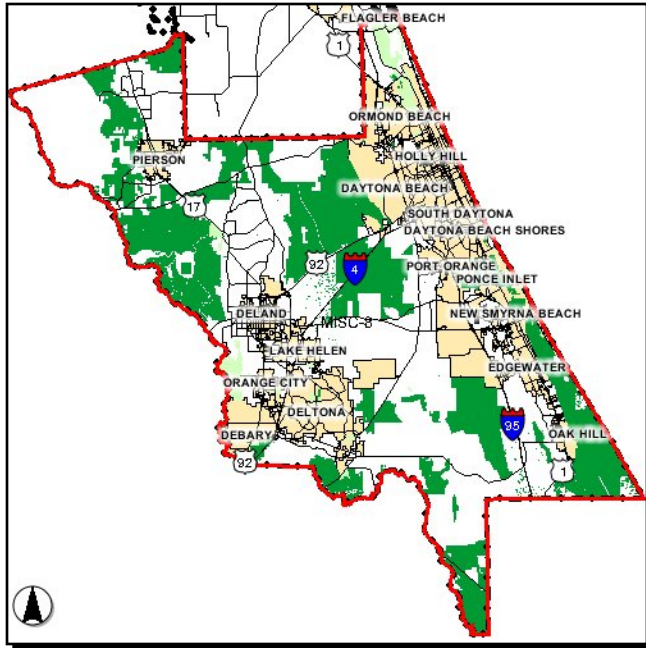 FLAGLER BEACH
1
ORMOND BEACH
HOLLY HILL
PIERSON
DAYTONA BEACH
17
SOUTH DAYTONA
DAYTONA BEACH SHORES
92
4
PORT ORANGE
PONCE INLET
DELAND
MISC-3
NEW SMYRNA BEACH
LAKE HELEN
EDGEWATER
ORANGE CITY
DELTONA
95
DEBARY
OAK HILL
92
1